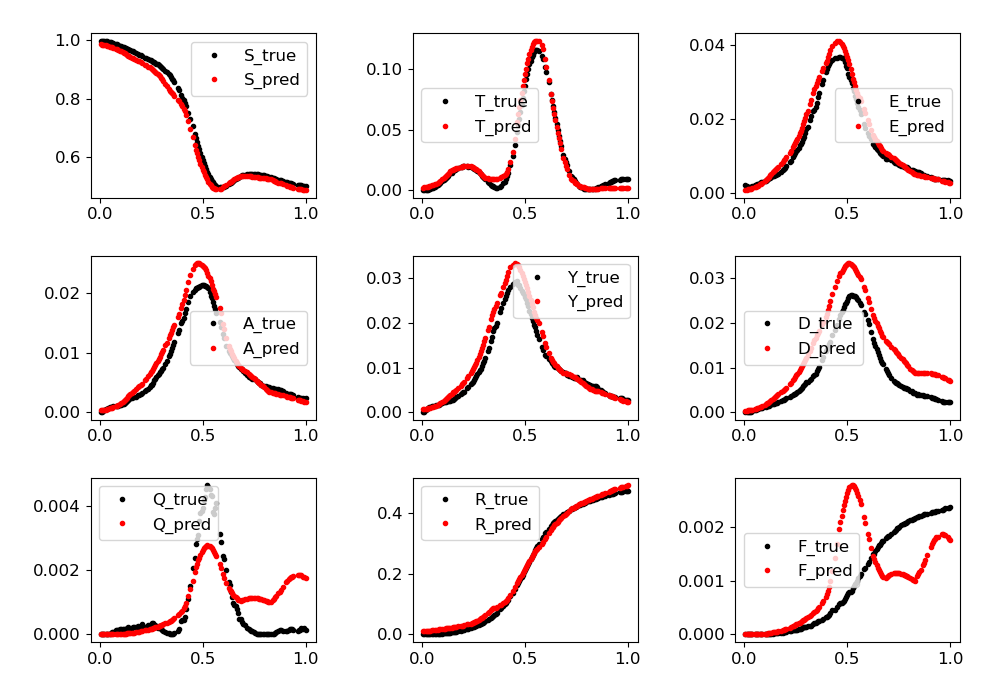 1.0
0.8
0.6
0.0 0.5 1.0
S_true
S_pred
0.10
0.05
0.00
0.0 0.5 1.0
T_true
T_pred
0.04
0.02
0.00
0.0 0.5 1.0
E_true
E_pred
0.02
0.01
0.00
0.0 0.5 1.0
A_true
A_pred
0.03
0.02
0.01
0.00
0.0 0.5 1.0
Y_true
Y_pred
0.03
0.02
0.01
0.00
0.0 0.5 1.0
D_true
D_pred
0.004
0.002
0.000
0.0 0.5 1.0
Q_true
Q_pred
0.4
0.2
0.0
0.0 0.5 1.0
R_true
R_pred
0.002
0.001
0.000
0.0 0.5 1.0
F_true
F_pred